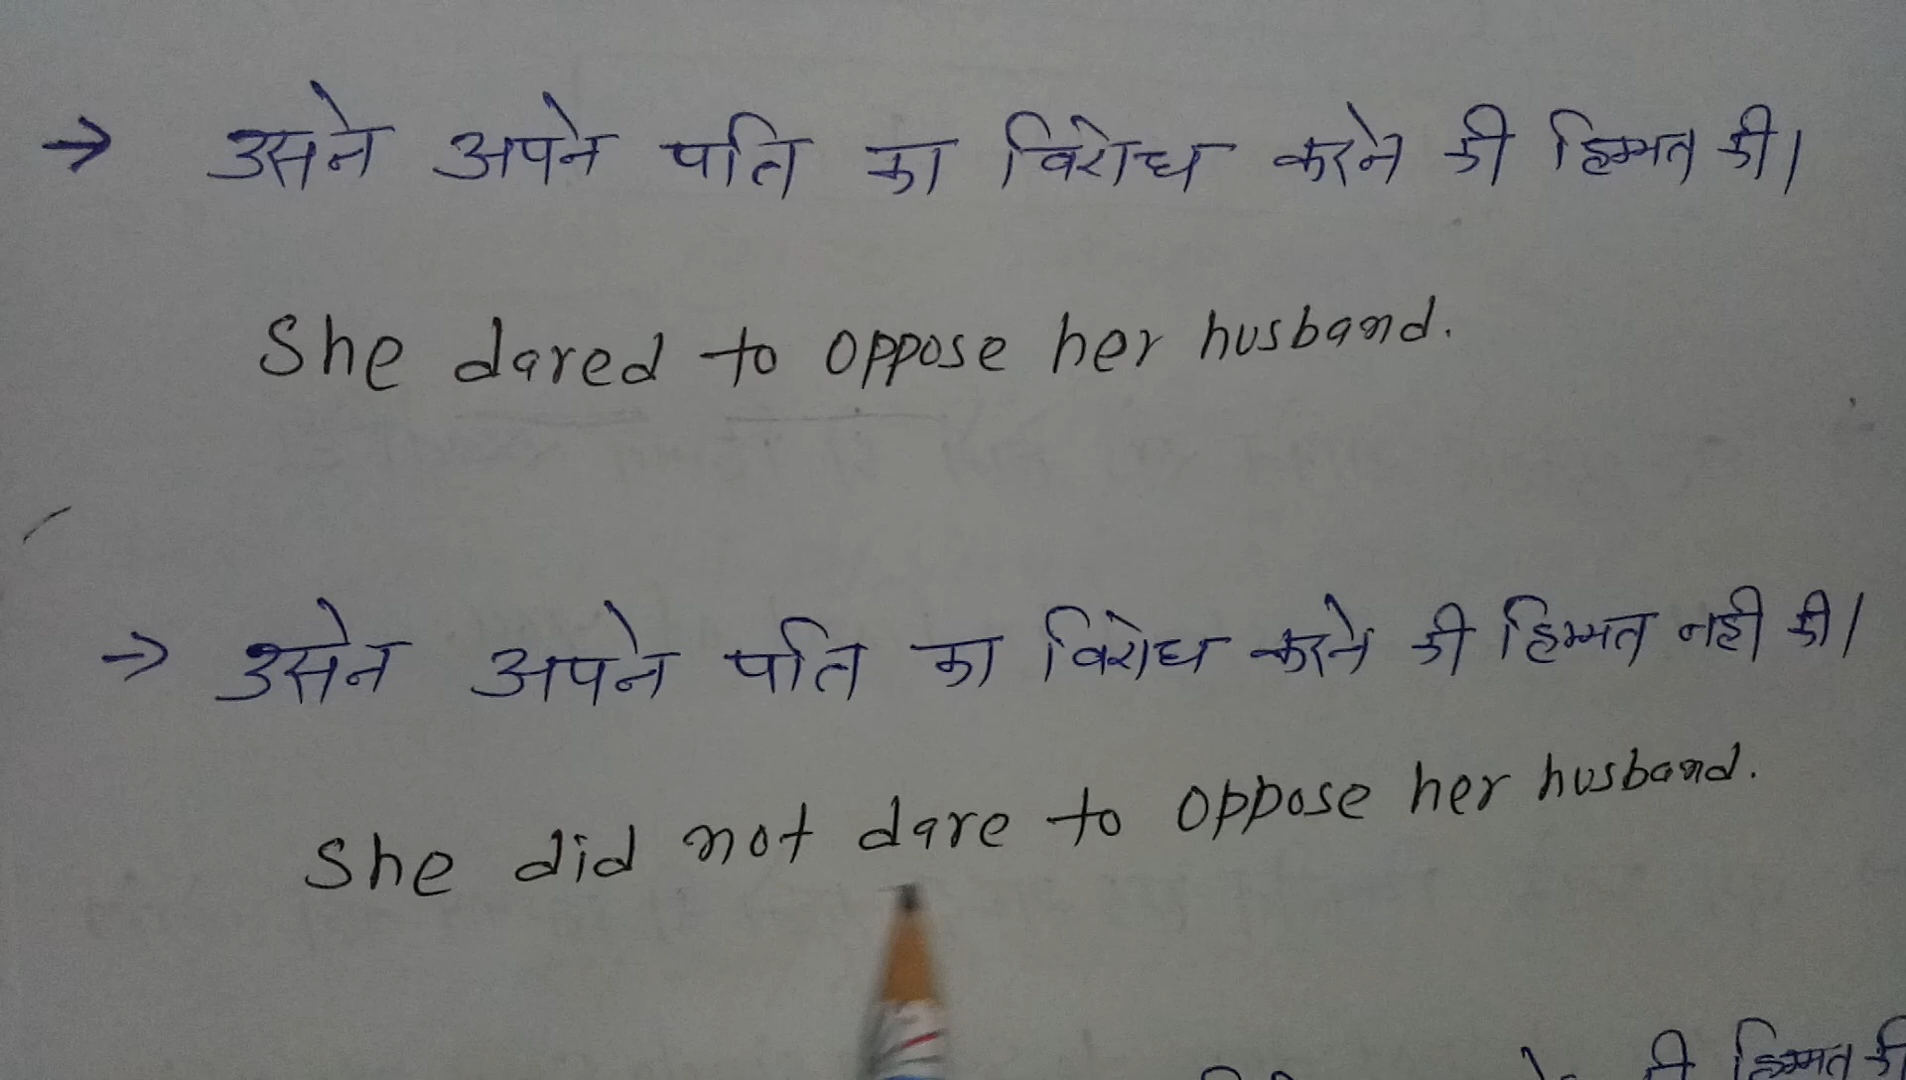 → उसने अपने पति का विरोध करने की हिम्मत की।
She dared to oppose her husband.
→ उसने अपने पति का विरोध करने की हिम्मत नही की।
She did not dare to oppose her husband.
की हिम्मत की